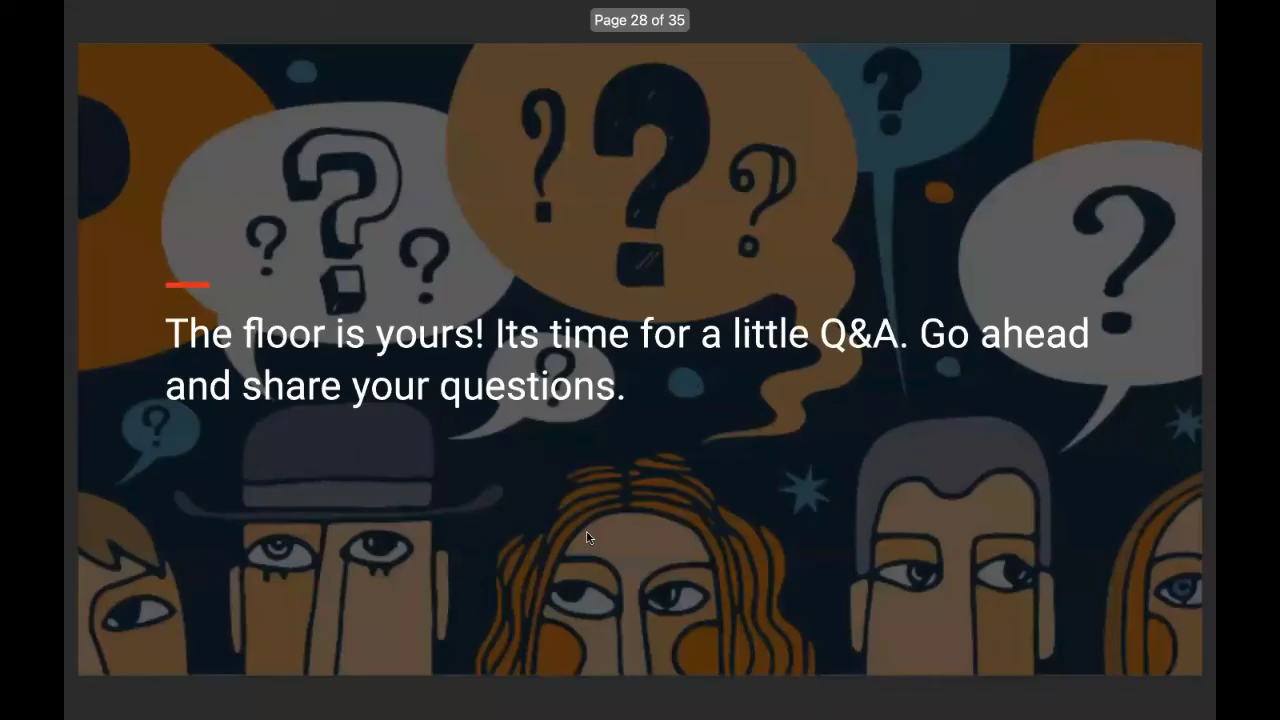 Page 28 of 35
? ? ? ? ? ? ? ?
The floor is yours! Its time for a little Q&A. Go ahead
and share your questions.
? ?